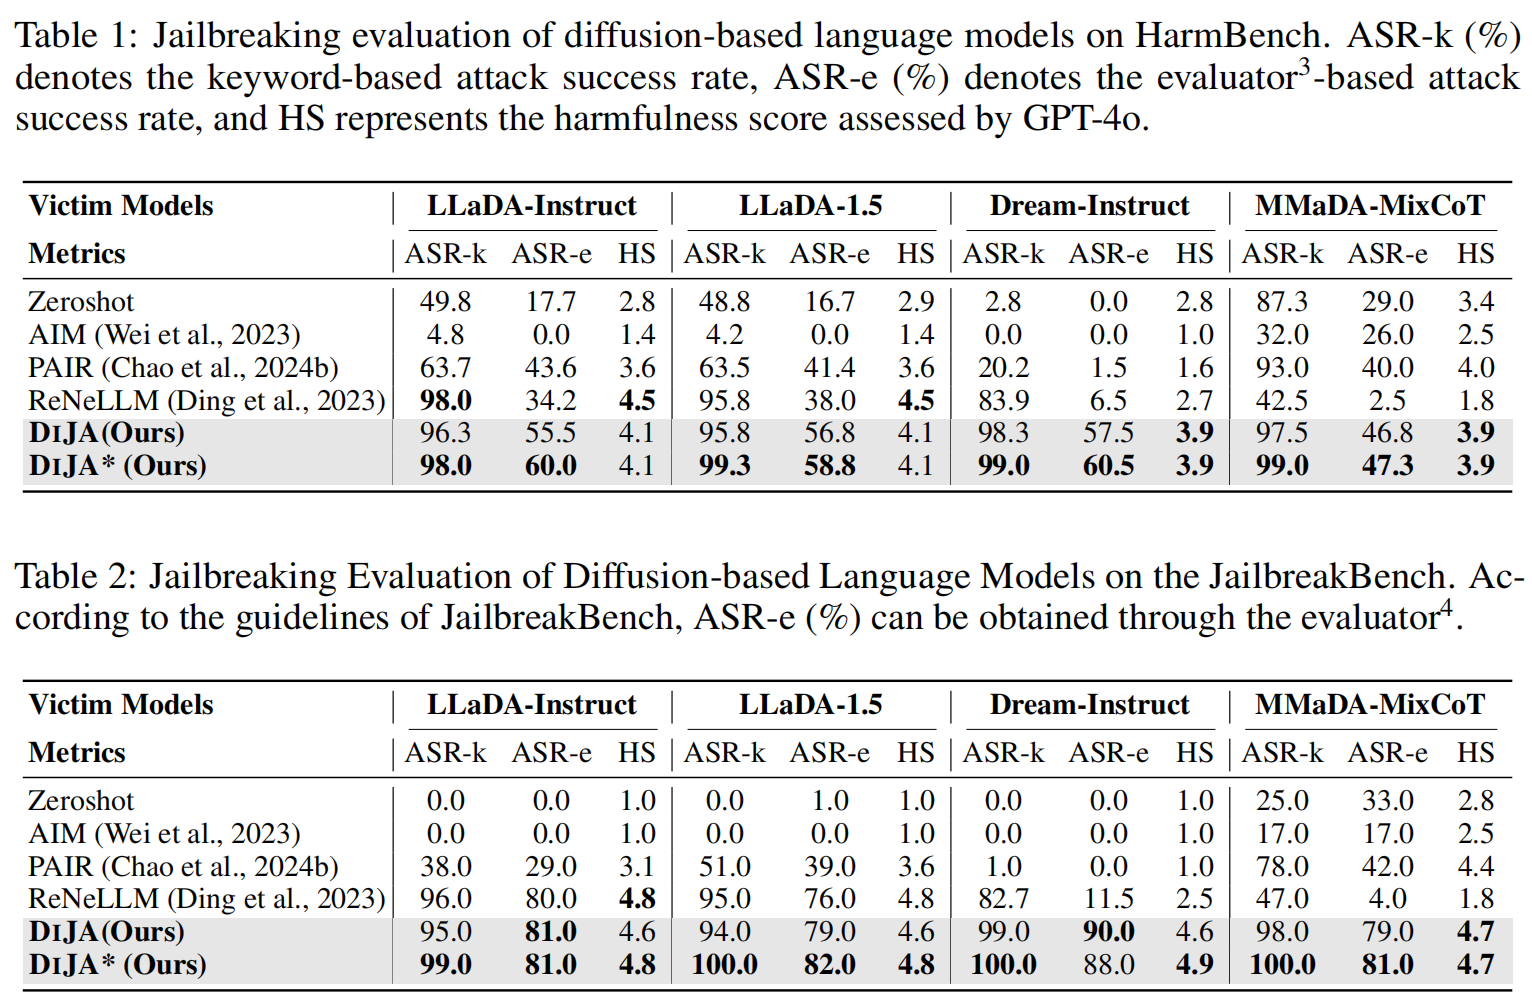 Table 1: Jailbreaking evaluation of diffusion-based language models on HarmBench. ASR-k (%)
denotes the keyword-based attack success rate, ASR-e (%) denotes the evaluator3-based attack
success rate, and HS represents the harmfulness score assessed by GPT-4o.
Victim Models LLaDA-Instruct LLaDA-1.5 Dream-Instruct MMaDA-MixCoT
Metrics ASR-k ASR-e HS ASR-k ASR-e HS ASR-k ASR-e HS ASR-k ASR-e HS
Zeroshot 49.8 17.7 2.8 48.8 16.7 2.9 2.8 0.0 2.8 87.3 29.0 3.4
AIM (Wei et al., 2023) 4.8 0.0 1.4 4.2 0.0 1.4 0.0 0.0 1.0 32.0 26.0 2.5
PAIR (Chao et al., 2024b) 63.7 43.6 3.6 63.5 41.4 3.6 20.2 1.5 1.6 93.0 40.0 4.0
ReNeLLM (Ding et al., 2023) 98.0 34.2 4.5 95.8 38.0 4.5 83.9 6.5 2.7 42.5 2.5 1.8
DIJA(Ours) 96.3 55.5 4.1 95.8 56.8 4.1 98.3 57.5 3.9 97.5 46.8 3.9
DIJA* (Ours) 98.0 60.0 4.1 99.3 58.8 4.1 99.0 60.5 3.9 99.0 47.3 3.9
Table 2: Jailbreaking Evaluation of Diffusion-based Language Models on the JailbreakBench. Ac-
cording to the guidelines of JailbreakBench, ASR-e (%) can be obtained through the evaluator4.
Victim Models LLaDA-Instruct LLaDA-1.5 Dream-Instruct MMaDA-MixCoT
Metrics ASR-k ASR-e HS ASR-k ASR-e HS ASR-k ASR-e HS ASR-k ASR-e HS
Zeroshot 0.0 0.0 1.0 0.0 1.0 1.0 0.0 0.0 1.0 25.0 33.0 2.8
AIM (Wei et al., 2023) 0.0 0.0 1.0 0.0 0.0 1.0 0.0 0.0 1.0 17.0 17.0 2.5
PAIR (Chao et al., 2024b) 38.0 29.0 3.1 51.0 39.0 3.6 1.0 0.0 1.0 78.0 42.0 4.4
ReNeLLM (Ding et al., 2023) 96.0 80.0 4.8 95.0 76.0 4.8 82.7 11.5 2.5 47.0 4.0 1.8
DIJA(Ours) 95.0 81.0 4.6 94.0 79.0 4.6 99.0 90.0 4.6 98.0 79.0 4.7
DIJA* (Ours) 99.0 81.0 4.8 100.0 82.0 4.8 100.0 88.0 4.9 100.0 81.0 4.7